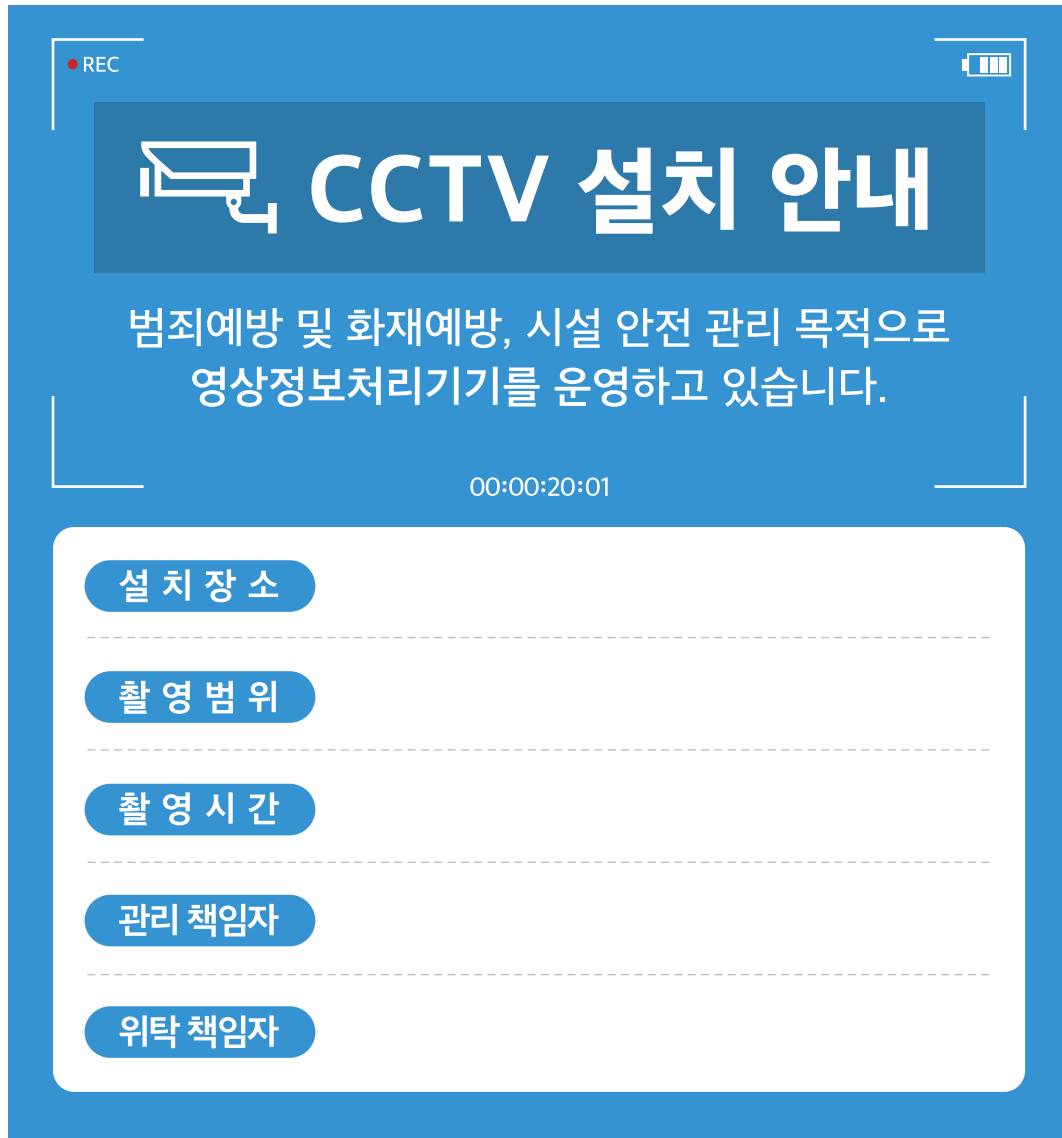 REC
CCTV 설치 안내
범죄예방 및 화재예방, 시설 안전 관리 목적으로
영상정보처리기기를 운영하고 있습니다.
00:00:20:01
설 치 장 소
촬 영 범 위
촬 영 시 간
관리 책임자
위탁 책임자